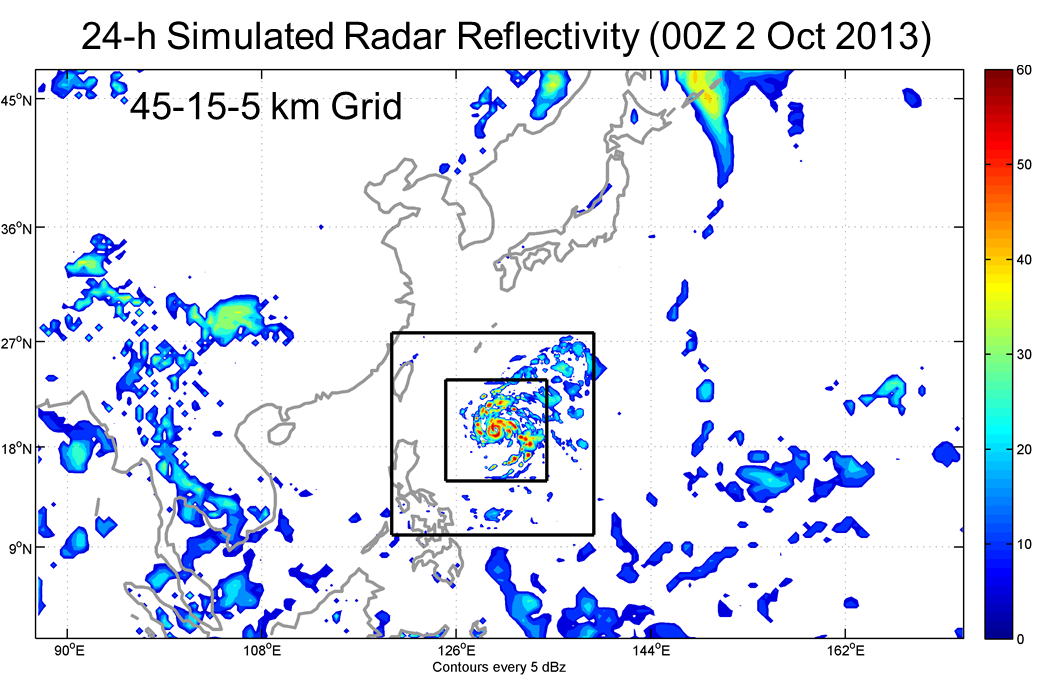 24-h Simulated Radar Reflectivity (00Z 2 Oct 2013)
45-15-5 km Grid
45°N
36°N
27°N
18°N
9°N
90°E
108°E
126°E
144°E
162°E
Contours every 5 dBz
60
50
40
30
20
10
0